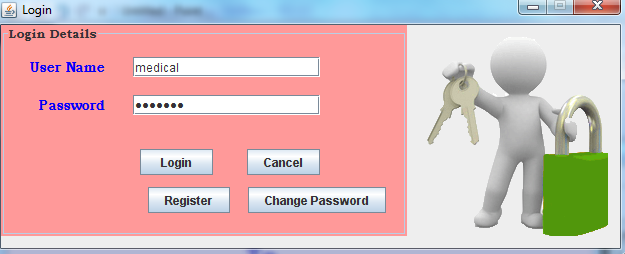 Login
Login Details
User Name medical
Password •••••••
Login Cancel
Register Change Password